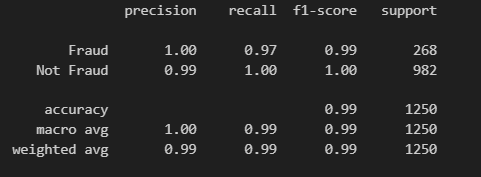 precision recall f1-score support
Fraud 1.00 0.97 0.99 268
Not Fraud 0.99 1.00 1.00 982
accuracy 0.99 1250
macro avg 1.00 0.99 0.99 1250
weighted avg 0.99 0.99 0.99 1250